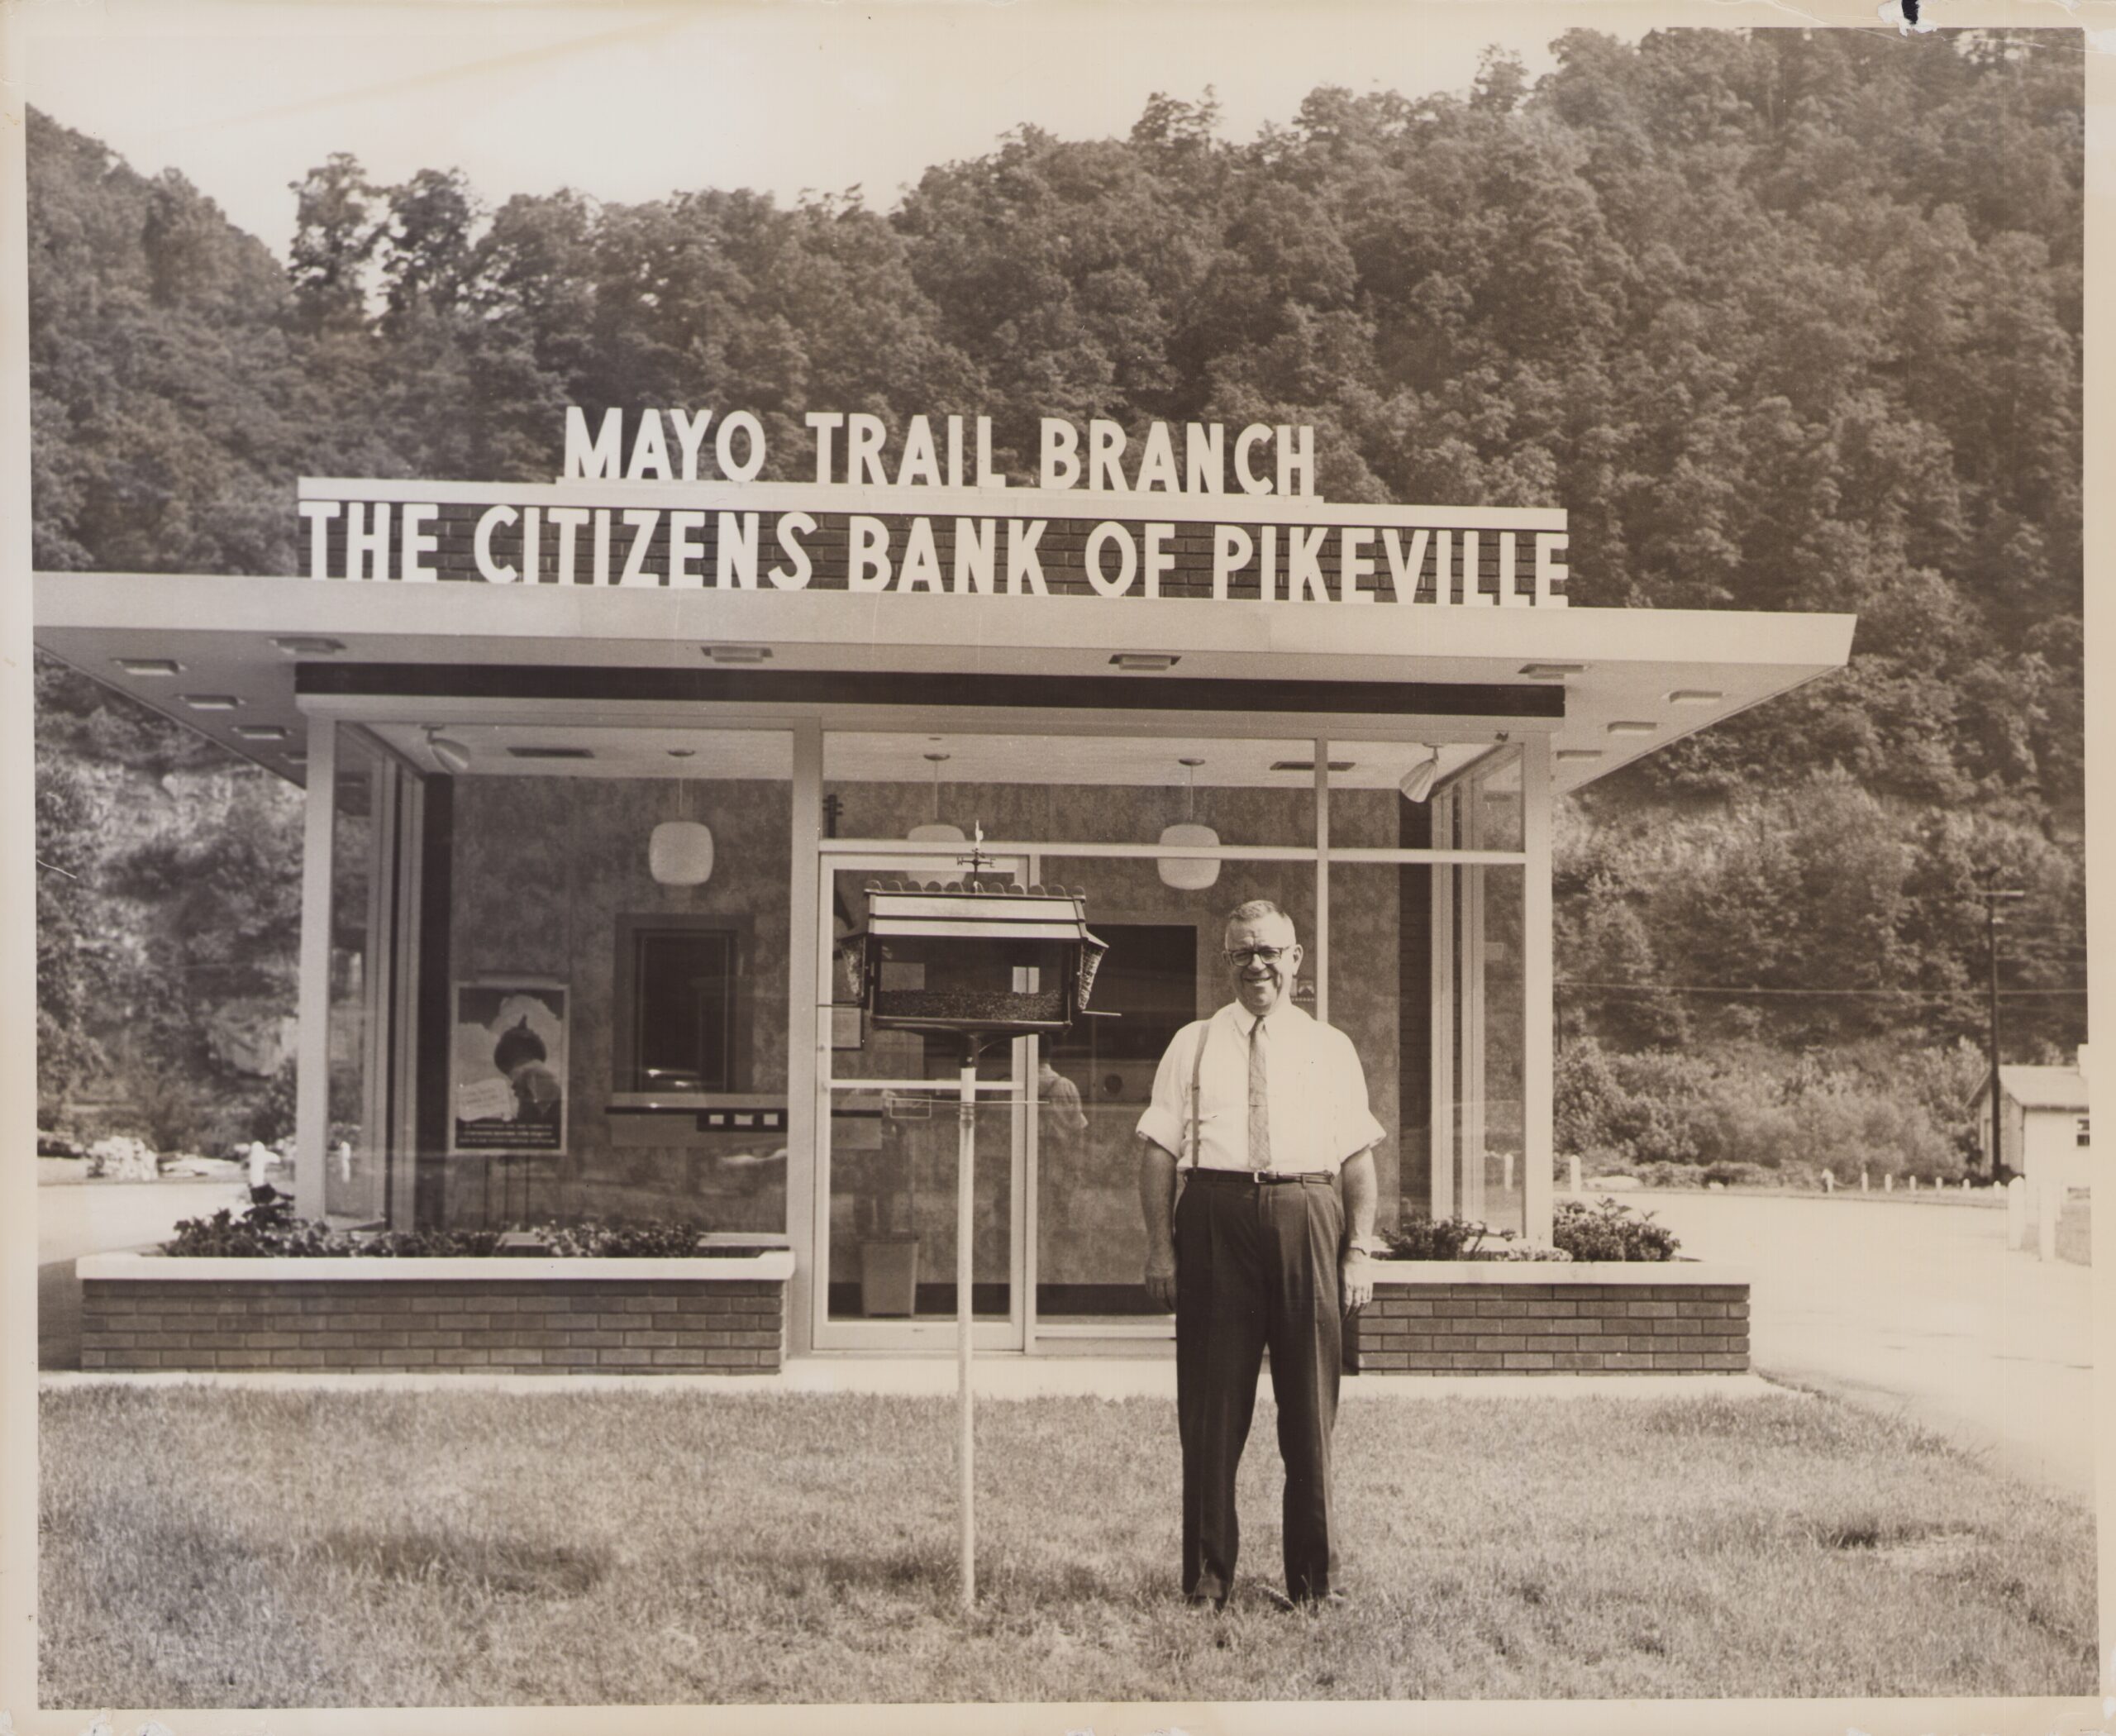 MAYO TRAIL BRANCH
THE CITIZENS BANK OF PIKEVILLE